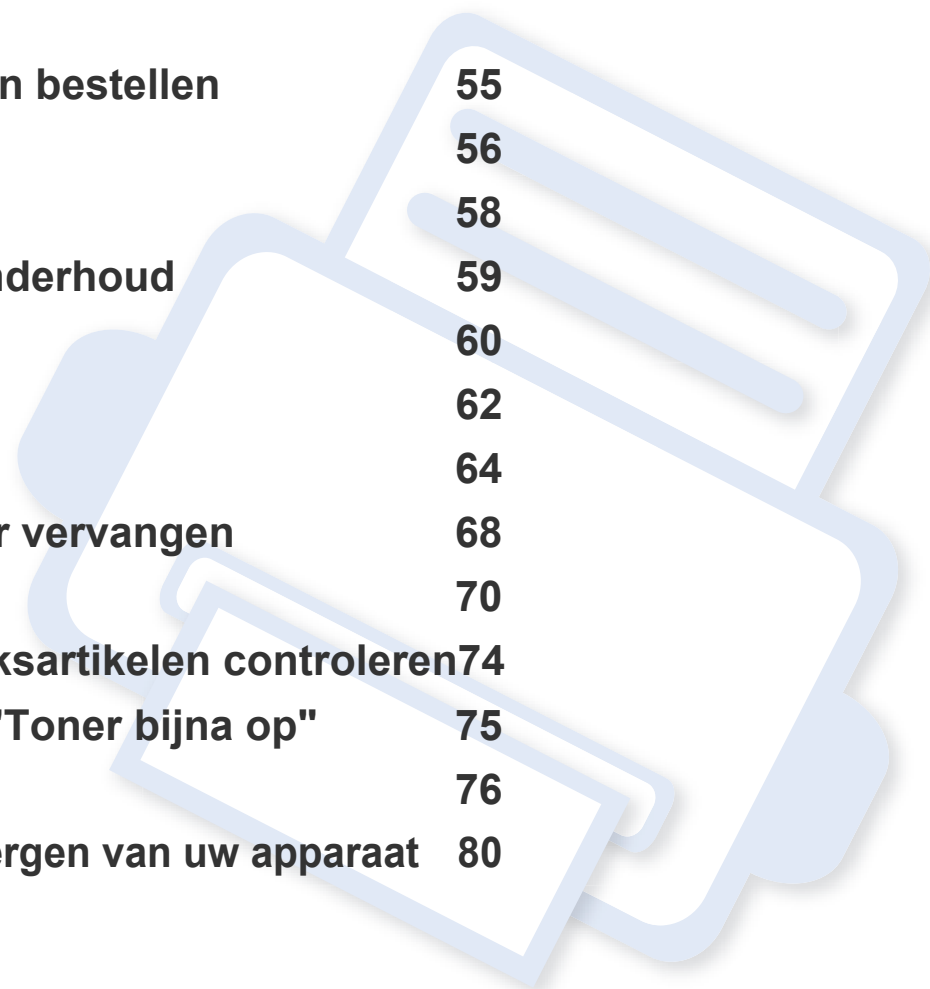 n bestellen 55
56
58
nderhoud 59
60
62
64
r vervangen 68
70
ksartikelen controleren74
"Toner bijna op" 75
76
ergen van uw apparaat 80